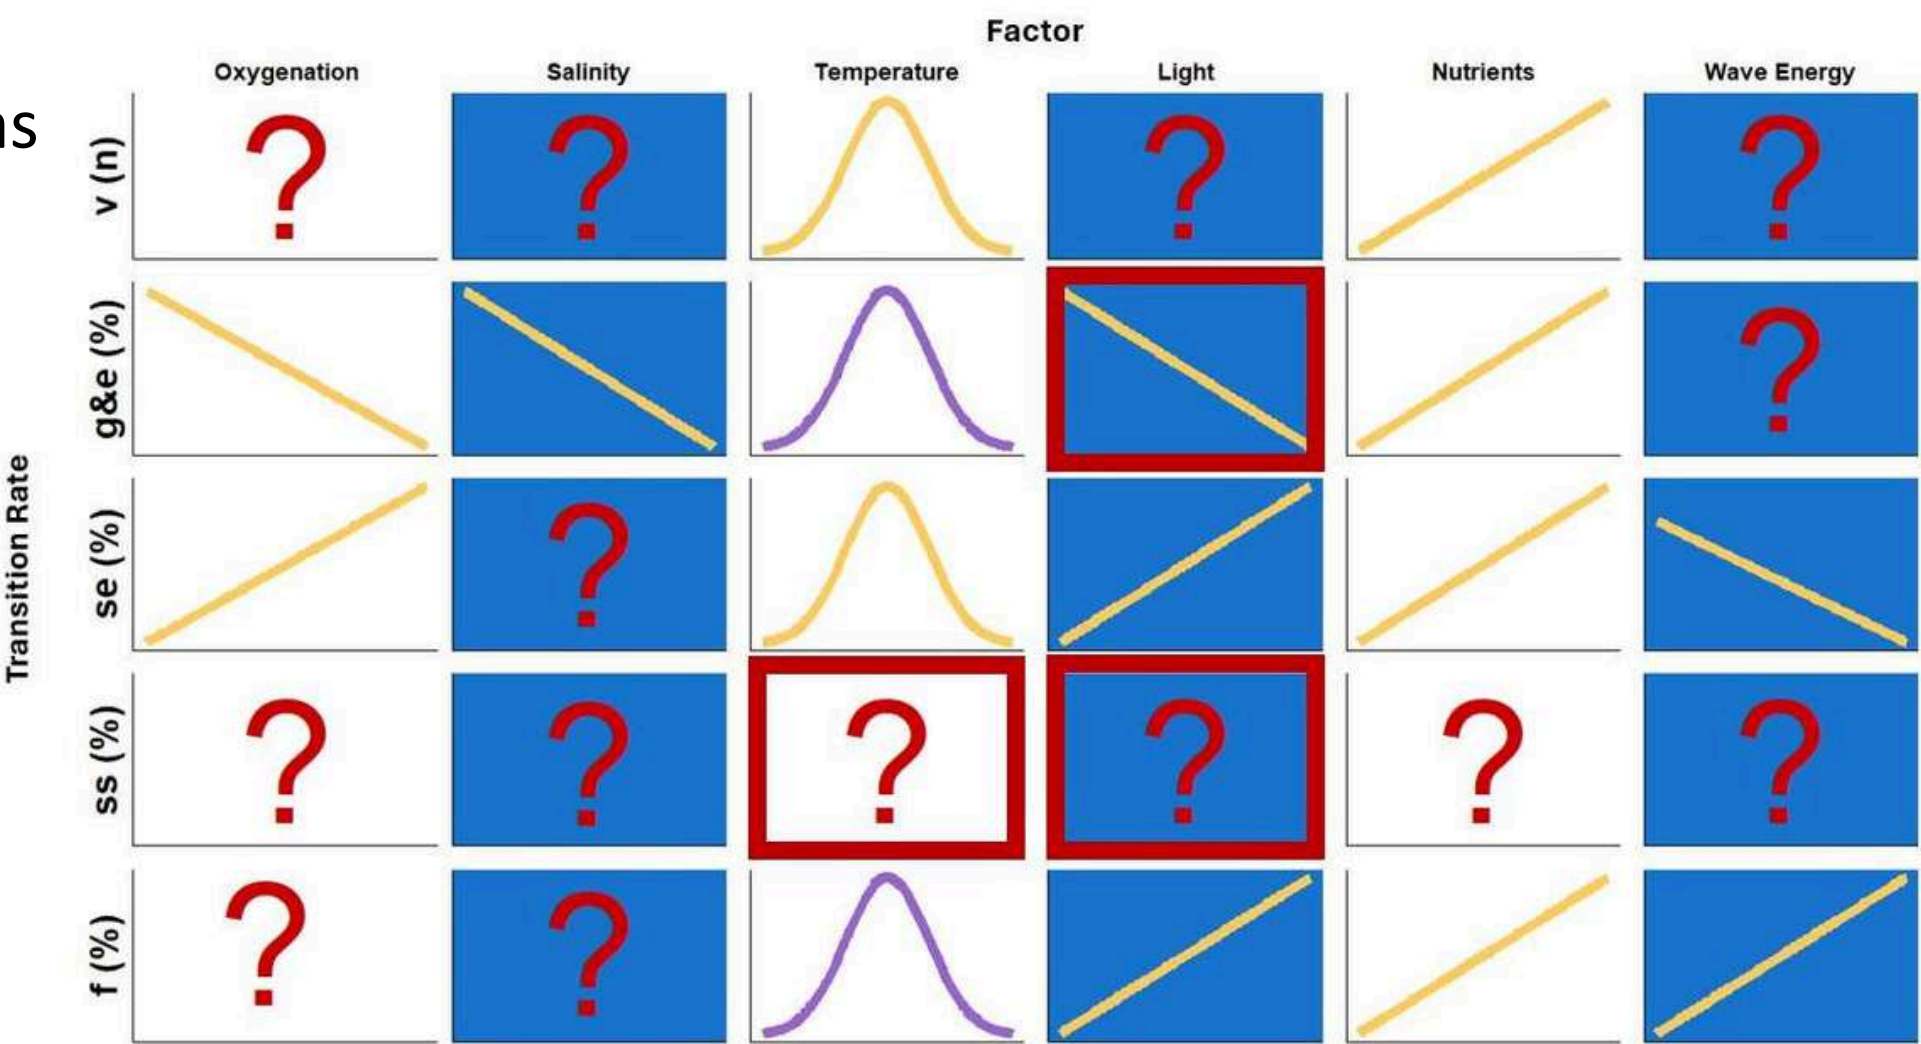 Factor
Oxygenation Salinity Temperature Light Nutrients Wave Energy
ns
Transition Rate
v (n)
? ? ? ?
g&e (%)
?
se (%)
?
ss (%)
? ? ? ? ? ?
f (%)
? ?